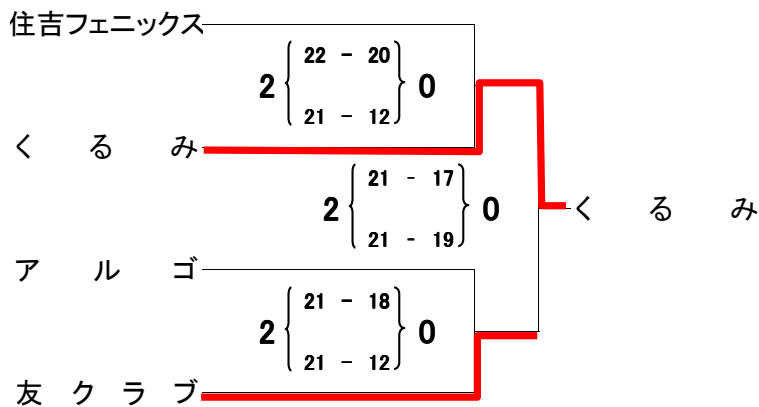 住吉フェニックス
22 - 20
2 0
21 - 12
くるみ
21 - 17
2 0 くるみ
21 - 19
アルゴ
21 - 18
2 0
21 - 12
友クラブ